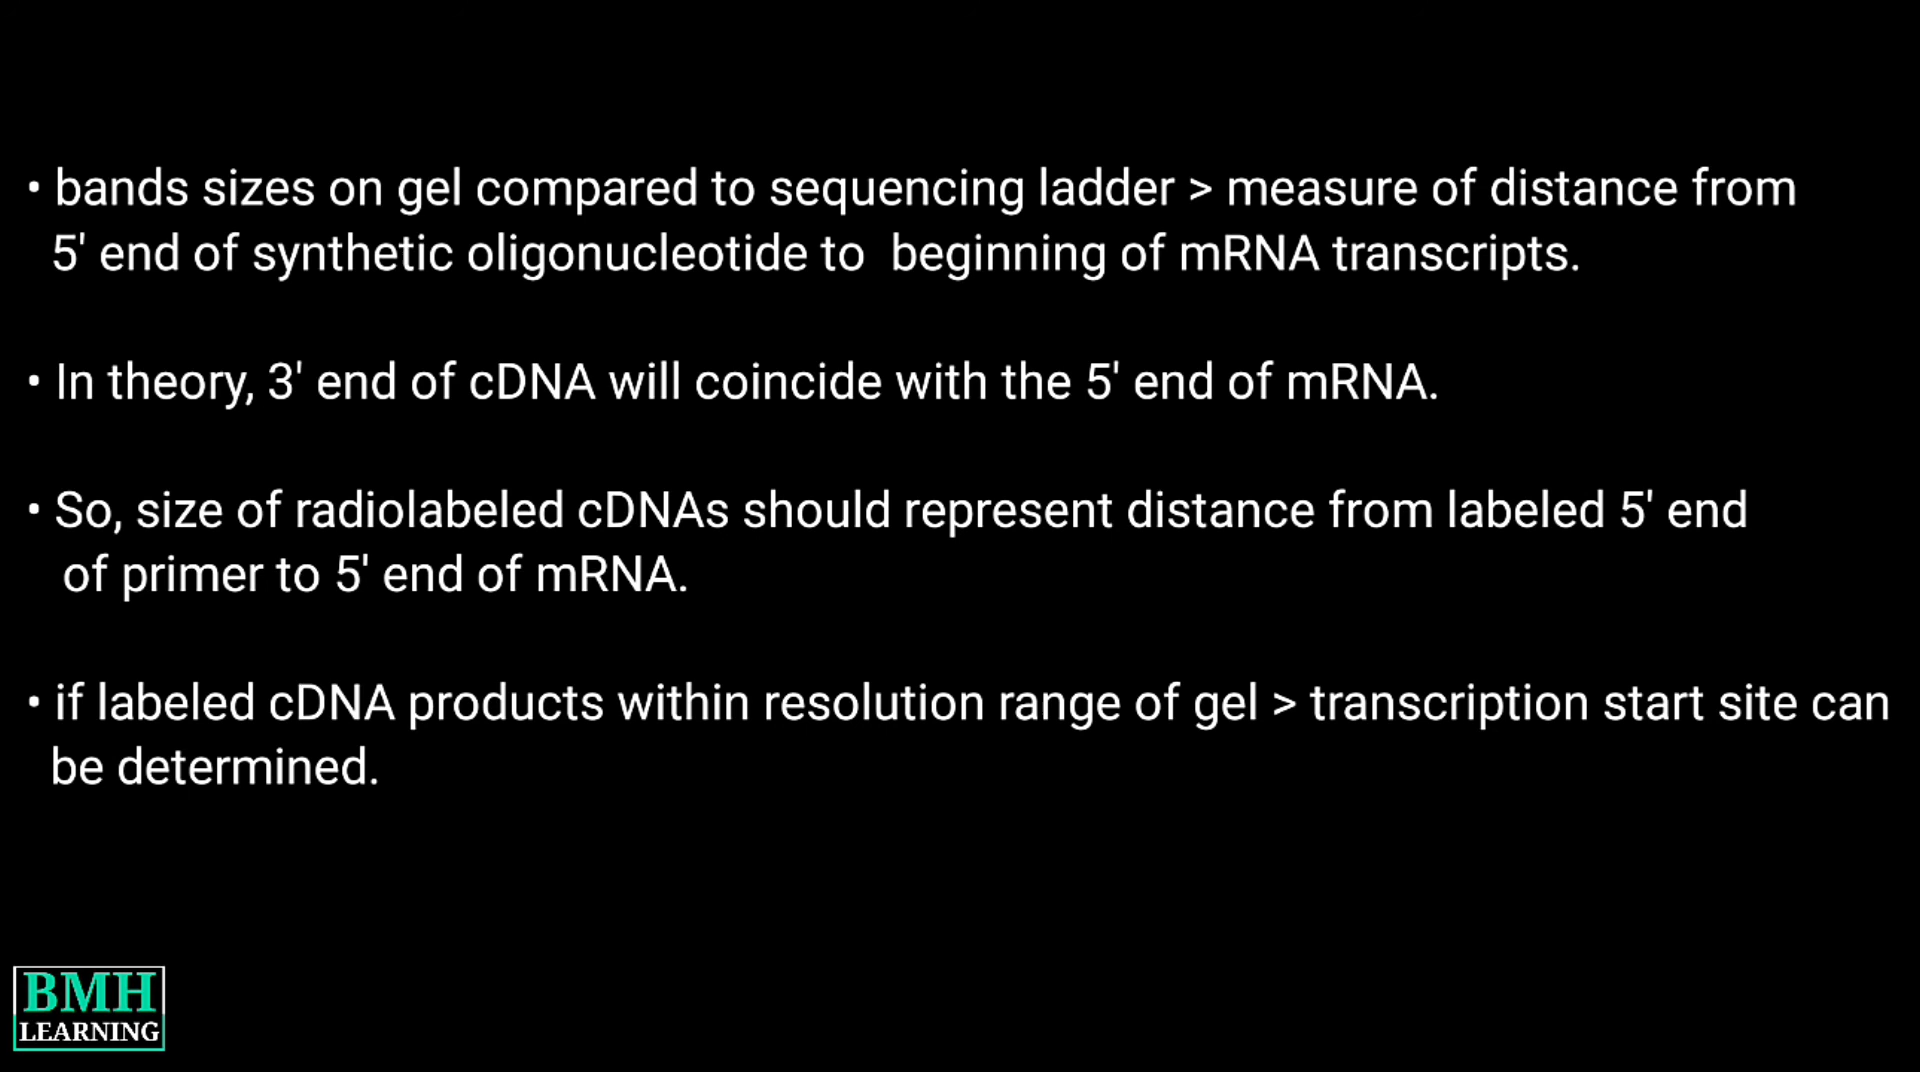 • bands sizes on gel compared to sequencing ladder > measure of distance from
5' end of synthetic oligonucleotide to beginning of mRNA transcripts.
• In theory, 3' end of cDNA will coincide with the 5' end of mRNA.
• So, size of radiolabeled cDNAs should represent distance from labeled 5' end
of primer to 5' end of mRNA.
• if labeled cDNA products within resolution range of gel > transcription start site can
be determined.
BMH
LEARNING